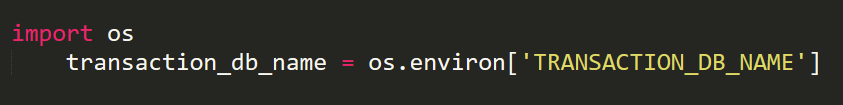 import os
    transaction_db_name = os.environ['TRANSACTION_DB_NAME']